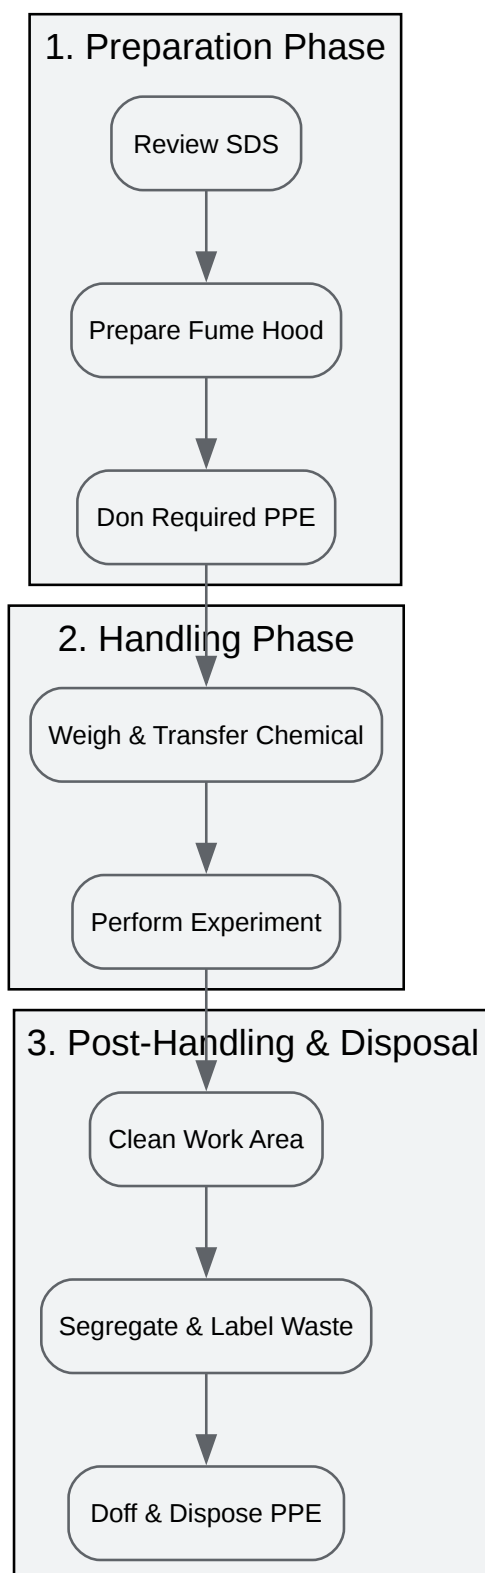 1. Preparation Phase
Review SDS
Prepare Fume Hood
Don Required PPE
2. Handling Phase
Weigh & Transfer Chemical
Perform Experiment
3. Post-Handling & Disposal
Clean Work Area
Segregate & Label Waste
Doff & Dispose PPE